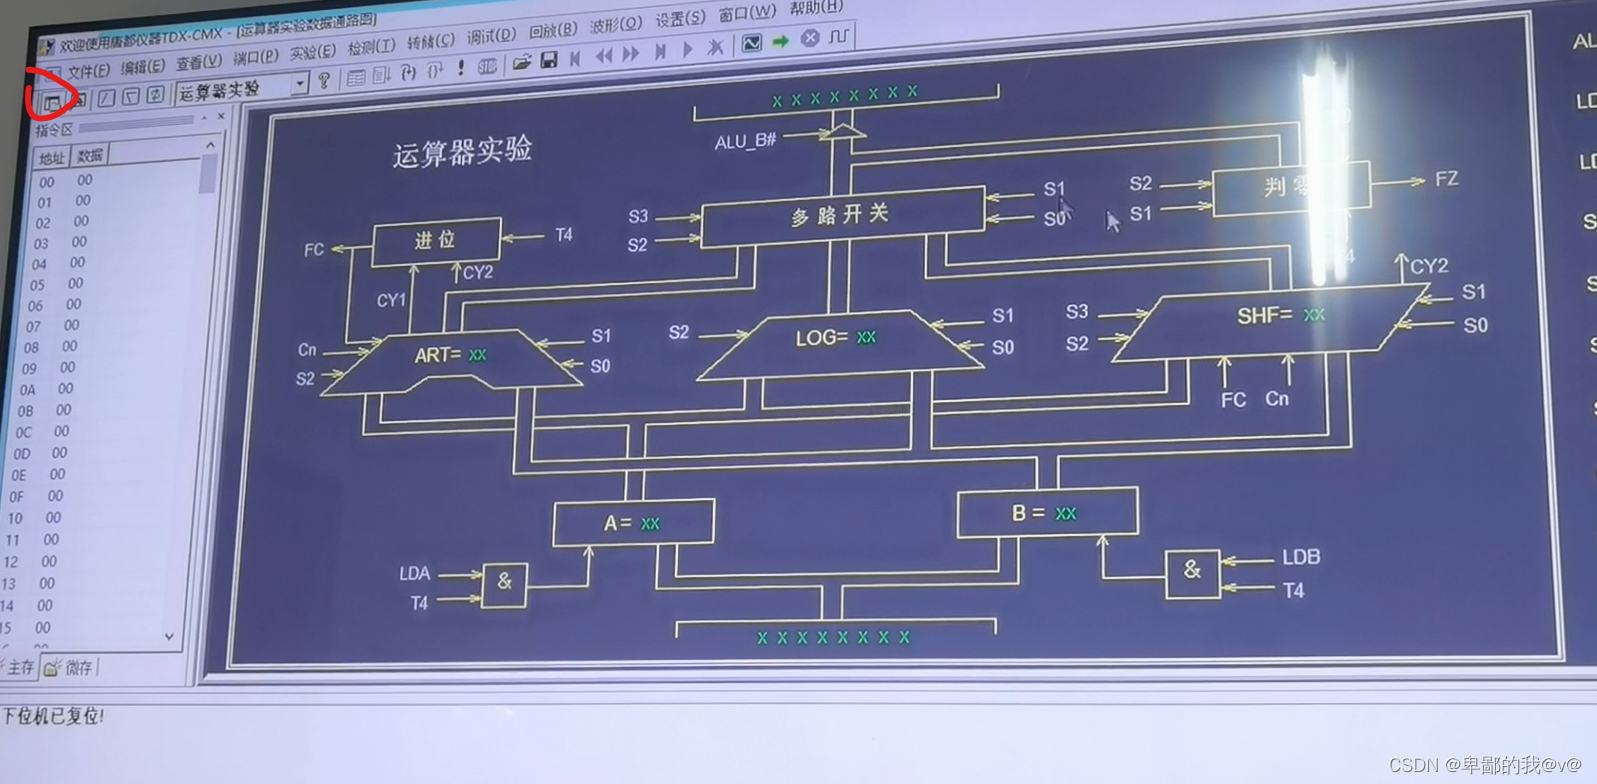 欢迎使用唐都仪器TDX-CMX - [运算器实验数据通路图]
文件(F) 编辑(E) 查看(V) 端口(P) 实验(E) 检测(I) 转储(C) 调试(D) 回放(B) 波形(O) 设置(S) 窗口(W) 帮助(H)
运算器实验
指令区
地址 数据
00 00
01 00
02 00
03 00
04 00
05 00
06 00
07 00
08 00
09 00
0A 00
0B 00
0C 00
0D 00
0E 00
0F 00
10 00
11 00
12 00
13 00
14 00
15 00
主存 微存
下位机已复位!
运算器实验
X X X X X X X X
ALU_B#
S3
S2
多路开关
S1
S0
S2
S1
判零
FZ
FC
进位
T4
CY1
CY2
Cn
S2
ART= XX
S1
S0
S2
LOG= XX
S1
S0
S3
S2
SHF= XX
CY2
S1
S0
FC Cn
A= XX
B= XX
LDA
T4
&
&
LDB
T4
X X X X X X X X
CSDN @卑鄙的我@v@